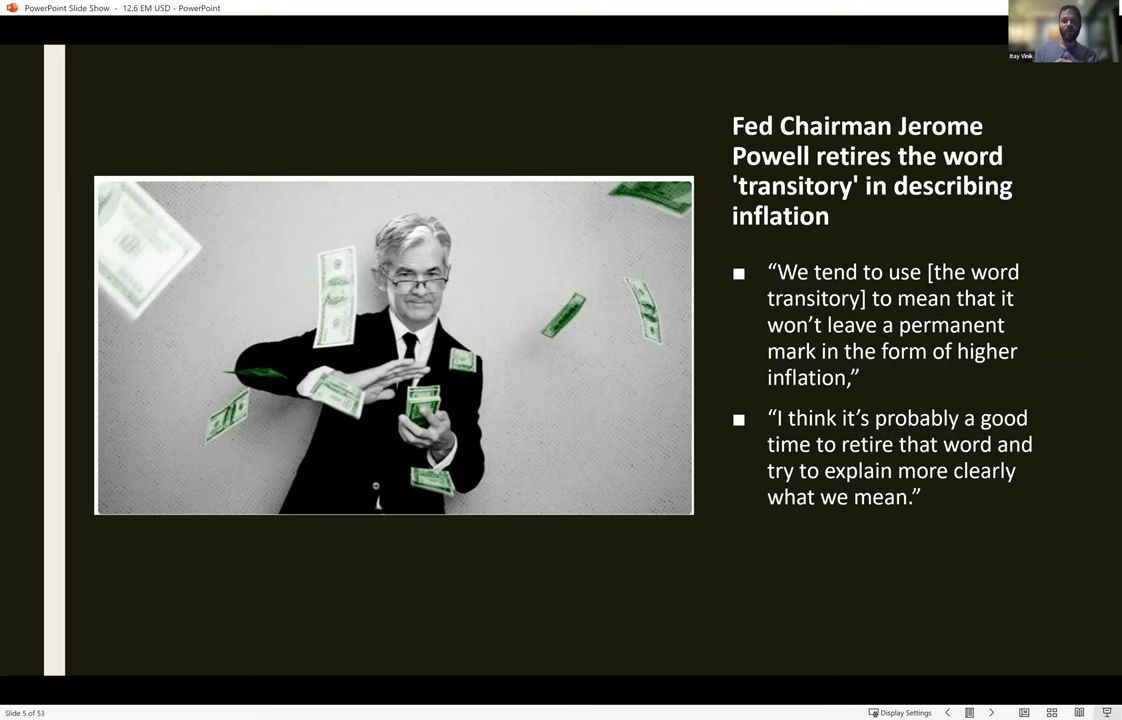 PowerPoint Slide Show - 12.6 EM USD - PowerPoint
Itay Vinik
Fed Chairman Jerome
Powell retires the word
'transitory' in describing
inflation
■ “We tend to use [the word
transitory] to mean that it
won’t leave a permanent
mark in the form of higher
inflation,”
■ “I think it’s probably a good
time to retire that word and
try to explain more clearly
what we mean.”
Slide 5 of 53
Display Settings